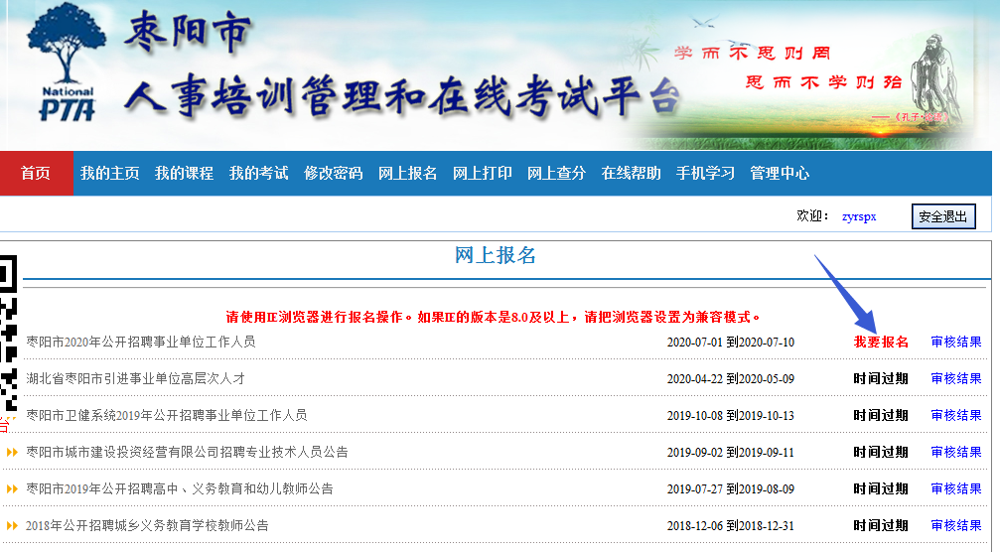 枣阳市
人事培训管理和在线考试平台
National
PTA
学而不思则罔
思而不学则殆
首页 我的主页 我的课程 我的考试 修改密码 网上报名 网上打印 网上查分 在线帮助 手机学习 管理中心
欢迎: zyrspx 安全退出
网上报名
请使用IE浏览器进行报名操作。如果IE的版本是8.0及以上，请把浏览器设置为兼容模式。
枣阳市2020年公开招聘事业单位工作人员 2020-07-01 到2020-07-10 我要报名 审核结果
湖北省枣阳市引进事业单位高层次人才 2020-04-22 到2020-05-09 时间过期 审核结果
枣阳市卫健系统2019年公开招聘事业单位工作人员 2019-10-08 到2019-10-13 时间过期 审核结果
台
枣阳市城市建设投资经营有限公司招聘专业技术人员公告 2019-09-02 到2019-09-11 时间过期 审核结果
枣阳市2019年公开招聘高中、义务教育和幼儿教师公告 2019-07-27 到2019-08-09 时间过期 审核结果
2018年公开招聘城乡义务教育学校教师公告 2018-12-06 到2018-12-31 时间过期 审核结果